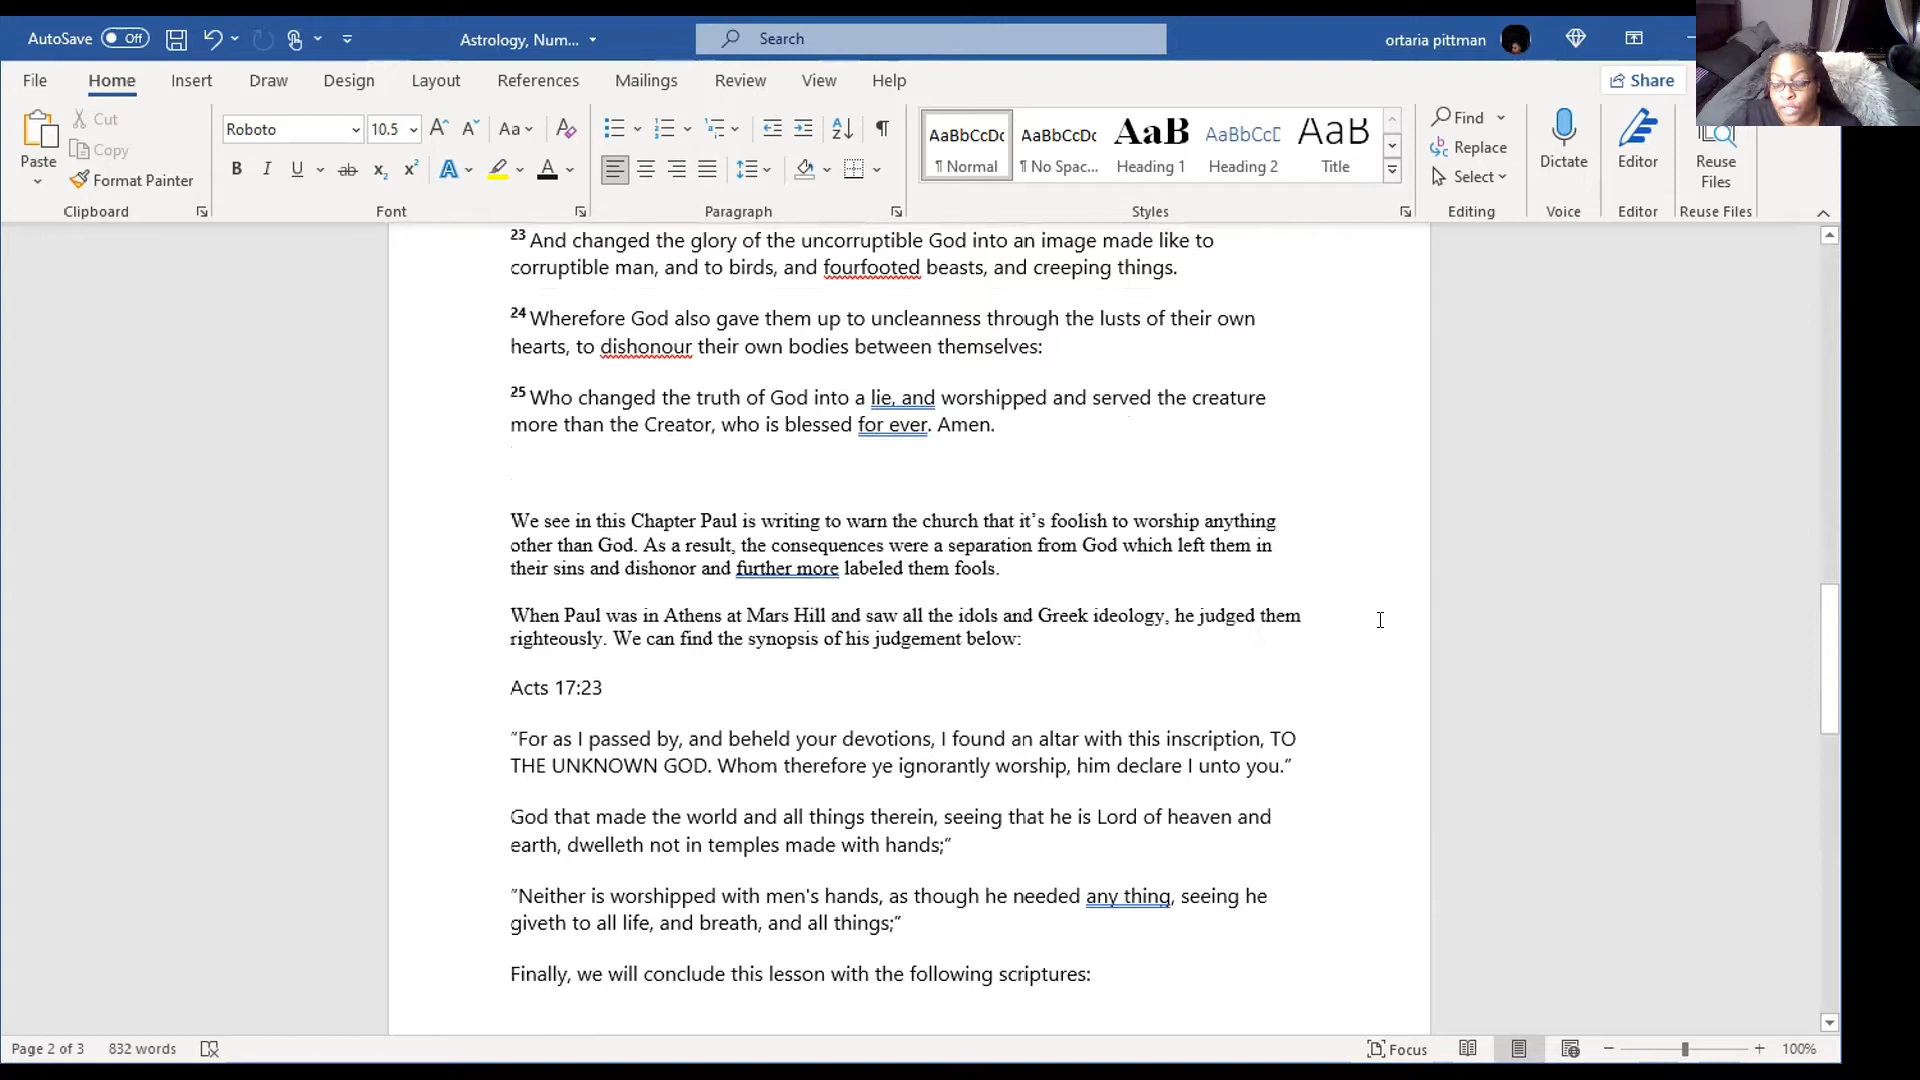 AutoSave Off Astrology, Num... Search ortaria pittman
File Home Insert Draw Design Layout References Mailings Review View Help Share
Paste Cut Copy Format Painter Clipboard
Roboto 10.5 Aa Font
Paragraph
AaBbCcDc AaBbCcDc AaB AaBbCcD AaB
¶ Normal ¶ No Spac... Heading 1 Heading 2 Title
Styles
Find Replace Select Editing
Dictate Voice
Editor Editor
Reuse Files Reuse Files
23 And changed the glory of the uncorruptible God into an image made like to
corruptible man, and to birds, and fourfooted beasts, and creeping things.
24 Wherefore God also gave them up to uncleanness through the lusts of their own
hearts, to dishonour their own bodies between themselves:
25 Who changed the truth of God into a lie, and worshipped and served the creature
more than the Creator, who is blessed for ever. Amen.
We see in this Chapter Paul is writing to warn the church that it's foolish to worship anything
other than God. As a result, the consequences were a separation from God which left them in
their sins and dishonor and further more labeled them fools.
When Paul was in Athens at Mars Hill and saw all the idols and Greek ideology, he judged them
righteously. We can find the synopsis of his judgement below:
Acts 17:23
“For as I passed by, and beheld your devotions, I found an altar with this inscription, TO
THE UNKNOWN GOD. Whom therefore ye ignorantly worship, him declare I unto you.”
God that made the world and all things therein, seeing that he is Lord of heaven and
earth, dwelleth not in temples made with hands;”
“Neither is worshipped with men's hands, as though he needed any thing, seeing he
giveth to all life, and breath, and all things;”
Finally, we will conclude this lesson with the following scriptures:
Page 2 of 3 832 words Focus 100%